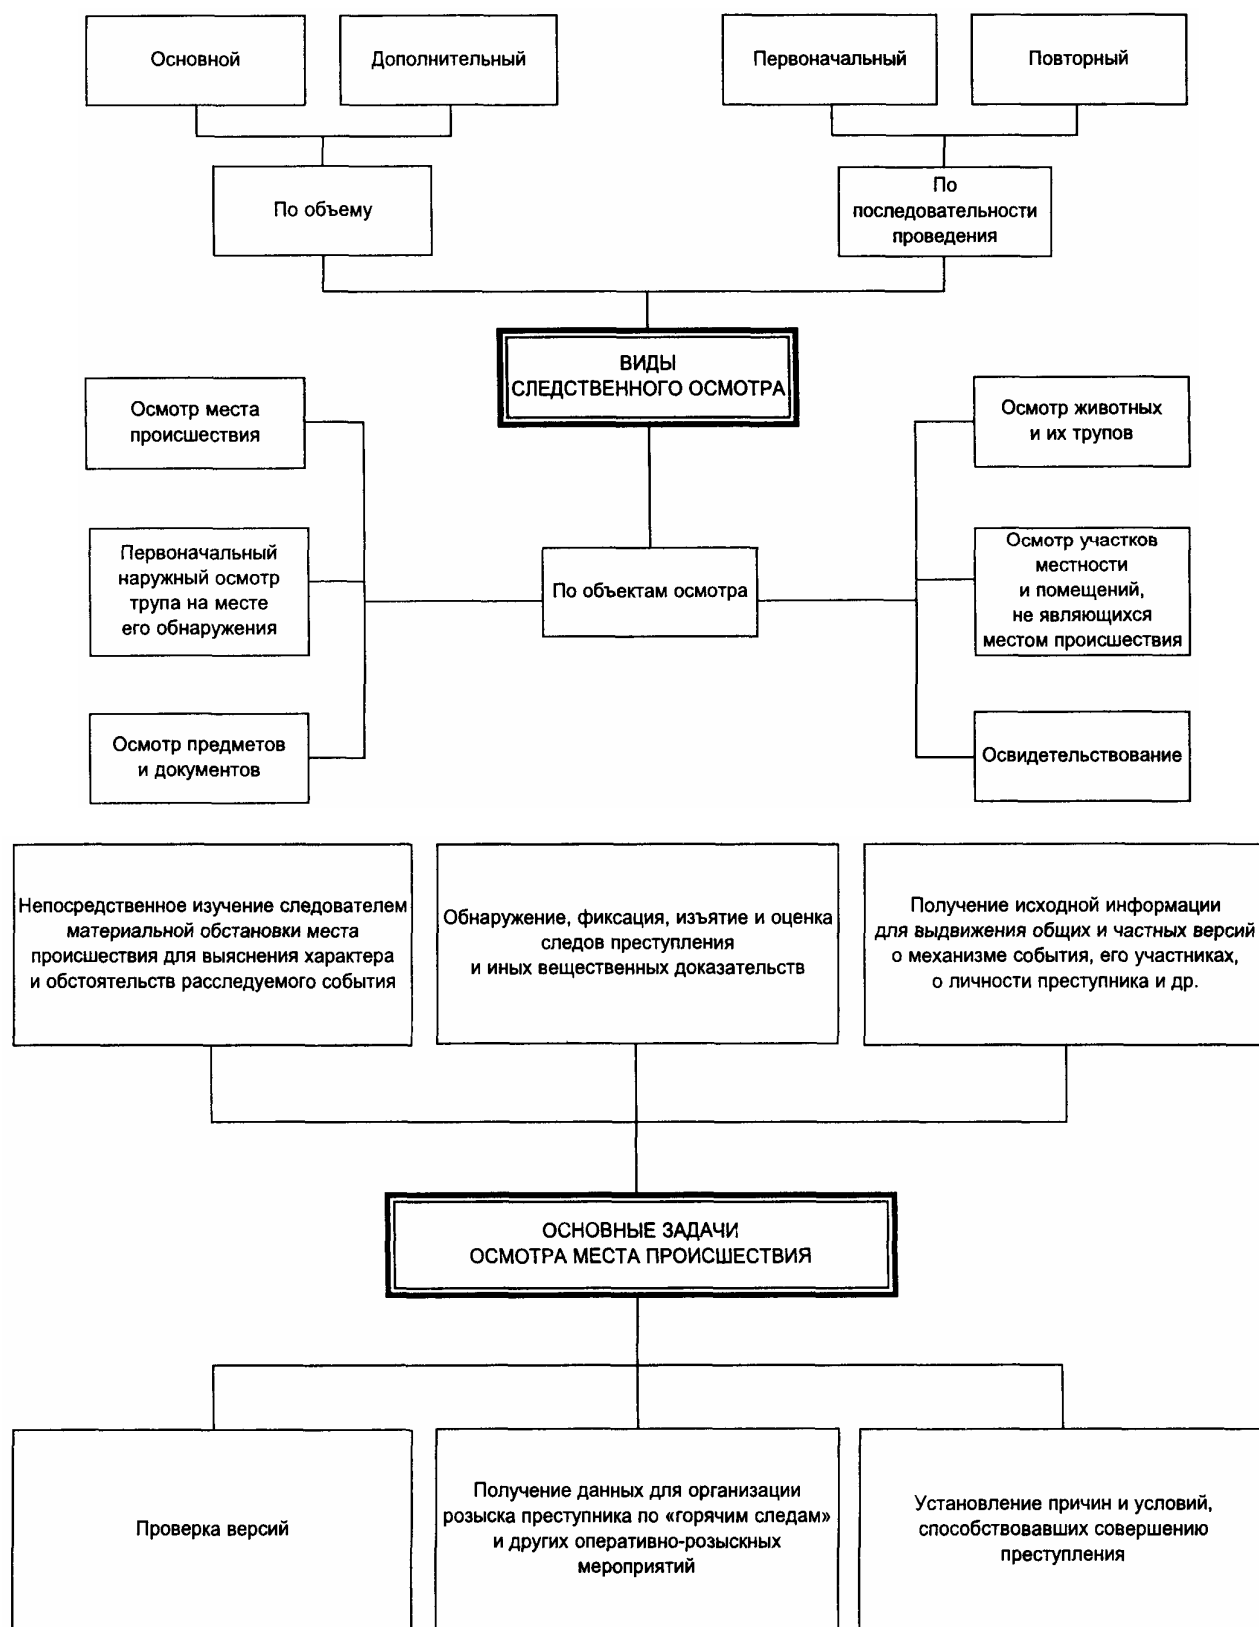 Основной
Дополнительный
Первоначальный
Повторный
По объему
По
последовательности
проведения
ВИДЫ
СЛЕДСТВЕННОГО ОСМОТРА
Осмотр места
происшествия
Осмотр животных
и их трупов
Первоначальный
наружный осмотр
трупа на месте
его обнаружения
По объектам осмотра
Осмотр участков
местности
и помещений,
не являющихся
местом происшествия
Осмотр предметов
и документов
Освидетельствование
Непосредственное изучение следователем
материальной обстановки места
происшествия для выяснения характера
и обстоятельств расследуемого события
Обнаружение, фиксация, изъятие и оценка
следов преступления
и иных вещественных доказательств
Получение исходной информации
для выдвижения общих и частных версий
о механизме события, его участниках,
о личности преступника и др.
ОСНОВНЫЕ ЗАДАЧИ
ОСМОТРА МЕСТА ПРОИСШЕСТВИЯ
Проверка версий
Получение данных для организации
розыска преступника по «горячим следам»
и других оперативно-розыскных
мероприятий
Установление причин и условий,
способствовавших совершению
преступления